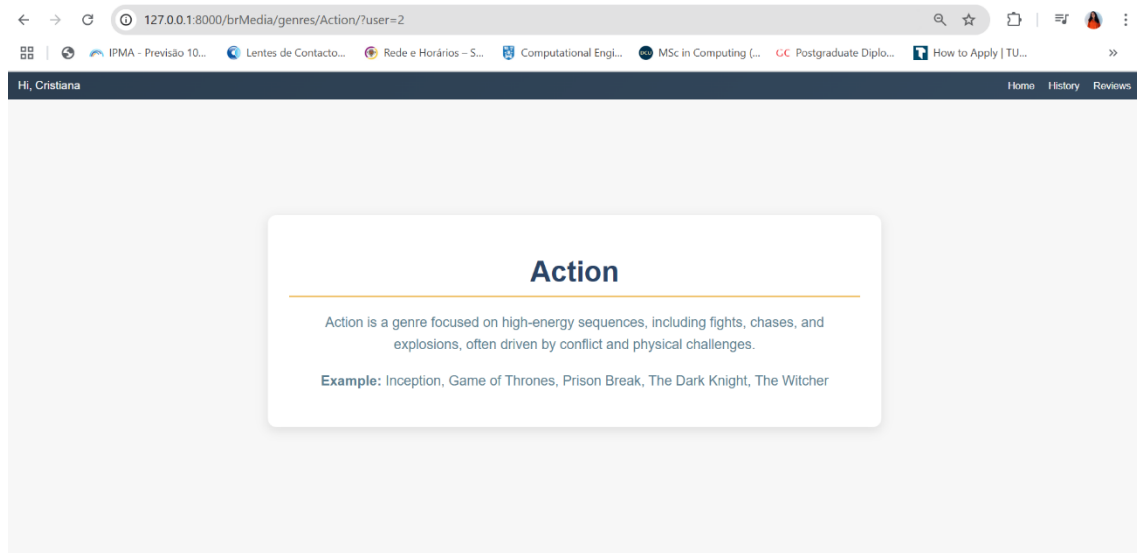 127.0.0.1:8000/brMedia/genres/Action/?user=2
IPMA - Previsão 10... Lentes de Contacto... Rede e Horários – S... Computational Engi... MSc in Computing (... GC Postgraduate Diplo... How to Apply | TU... »
Hi, Cristiana Home History Reviews
Action
Action is a genre focused on high-energy sequences, including fights, chases, and
explosions, often driven by conflict and physical challenges.
Example: Inception, Game of Thrones, Prison Break, The Dark Knight, The Witcher